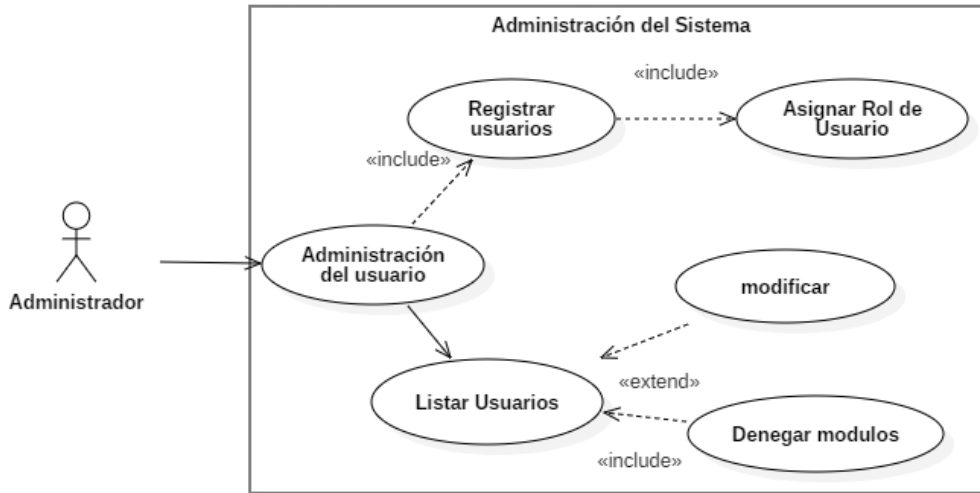 Administración del Sistema
«include»
Registrar
usuarios
Asignar Rol de
Usuario
«include»
Administración
del usuario
Administrador
modificar
«extend»
Listar Usuarios
Denegar modulos
«include»